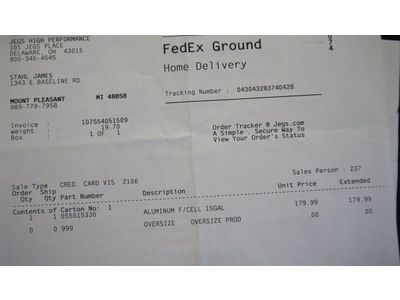 JEGS HIGH PERFORMANCE
101 JEGS PLACE
DELAWARE, OH 43015
800-345-4545
STAHL JAMES
1343 E BASELINE RD
MOUNT PLEASANT MI 48858
989-779-7958
Invoice : 107554051509
Weight : 19.70
Box : 1 OF 1
FedEx Ground
Home Delivery
Tracking Number : 043043283740428
074
Order Tracker @ Jegs.com
A Simple , Secure Way To
View Your Order's Status
Sale Type CRED. CARD VIS 2106
Sales Person : Z07
Order Ship
Qty Qty Part Number Description Unit Price Extended
Contents of Carton No: 1
1 1 055515330 ALUMINUM F/CELL 15GAL 179.99 179.99
0 0 999 OVERSIZE OVERSIZE PROD .00 .00